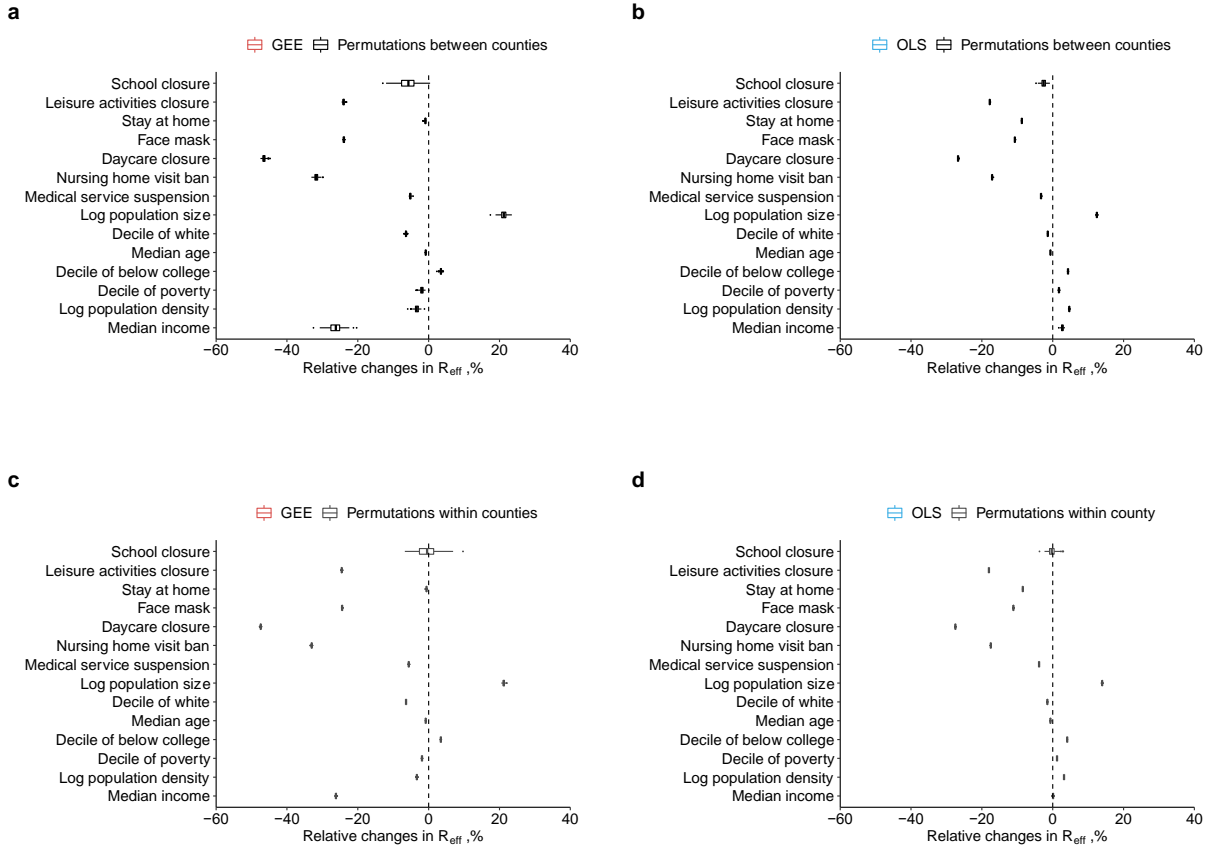 a
GEE Permutations between counties
School closure
Leisure activities closure
Stay at home
Face mask
Daycare closure
Nursing home visit ban
Medical service suspension
Log population size
Decile of white
Median age
Decile of below college
Decile of poverty
Log population density
Median income
−60 −40 −20 0 20 40
Relative changes in Reff ,%
b
OLS Permutations between counties
School closure
Leisure activities closure
Stay at home
Face mask
Daycare closure
Nursing home visit ban
Medical service suspension
Log population size
Decile of white
Median age
Decile of below college
Decile of poverty
Log population density
Median income
−60 −40 −20 0 20 40
Relative changes in Reff ,%
c
GEE Permutations within counties
School closure
Leisure activities closure
Stay at home
Face mask
Daycare closure
Nursing home visit ban
Medical service suspension
Log population size
Decile of white
Median age
Decile of below college
Decile of poverty
Log population density
Median income
−60 −40 −20 0 20 40
Relative changes in Reff ,%
d
OLS Permutations within county
School closure
Leisure activities closure
Stay at home
Face mask
Daycare closure
Nursing home visit ban
Medical service suspension
Log population size
Decile of white
Median age
Decile of below college
Decile of poverty
Log population density
Median income
−60 −40 −20 0 20 40
Relative changes in Reff ,%